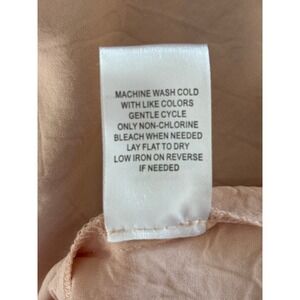 MACHINE WASH COLD
WITH LIKE COLORS
GENTLE CYCLE
ONLY NON-CHLORINE
BLEACH WHEN NEEDED
LAY FLAT TO DRY
LOW IRON ON REVERSE
IF NEEDED